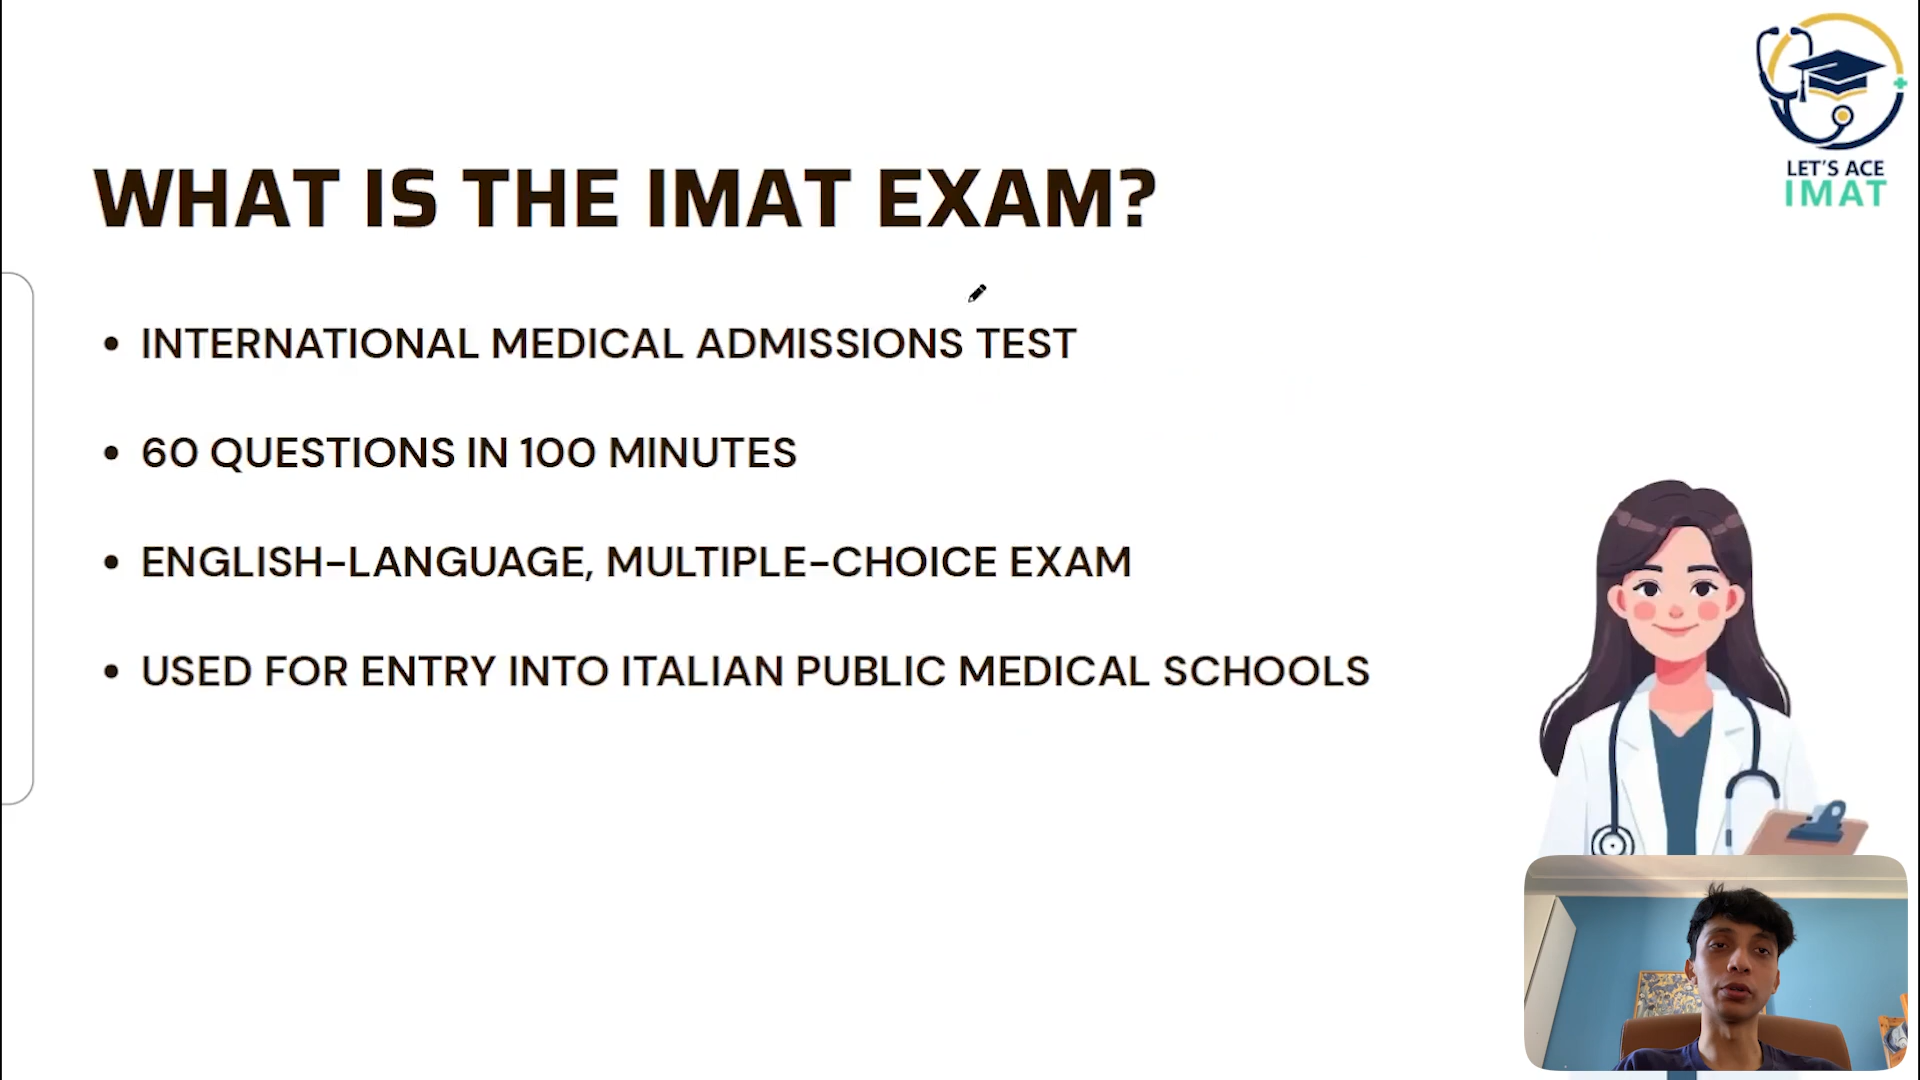 LET'S ACE
IMAT
WHAT IS THE IMAT EXAM?
• INTERNATIONAL MEDICAL ADMISSIONS TEST
• 60 QUESTIONS IN 100 MINUTES
• ENGLISH-LANGUAGE, MULTIPLE-CHOICE EXAM
• USED FOR ENTRY INTO ITALIAN PUBLIC MEDICAL SCHOOLS